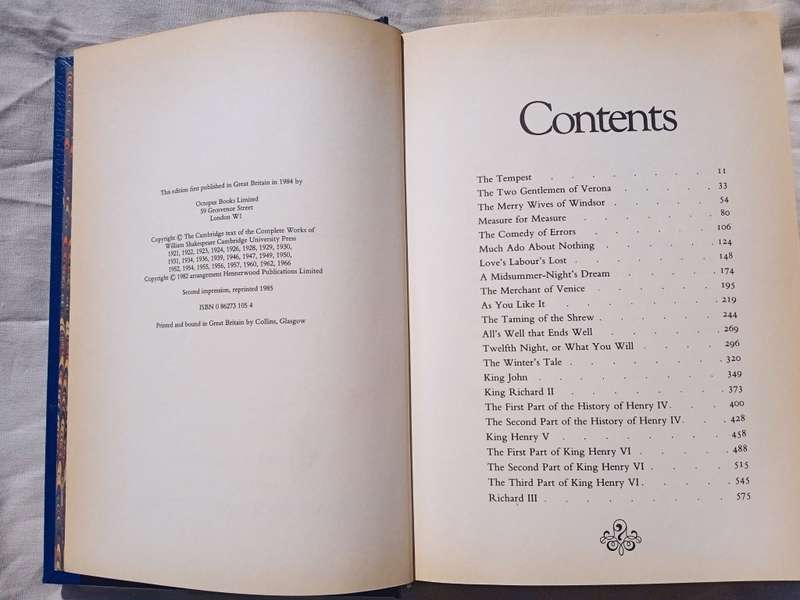 This edition first published in Great Britain in 1984 by
Octopus Books Limited
59 Grosvenor Street
London W1
Copyright © The Cambridge text of the Complete Works of
William Shakespeare Cambridge University Press
1921, 1922, 1923, 1924, 1926, 1928, 1929, 1930,
1931, 1934, 1936, 1939, 1946, 1947, 1949, 1950,
1952, 1954, 1955, 1956, 1957, 1960, 1962, 1966
Copyright © 1982 arrangement Hennerwood Publications Limited
Second impression, reprinted 1985
ISBN 0 86273 105 4
Printed and bound in Great Britain by Collins, Glasgow
Contents
The Tempest . . . . . . . 11
The Two Gentlemen of Verona . . . . 33
The Merry Wives of Windsor . . . . 54
Measure for Measure . . . . . 80
The Comedy of Errors . . . . . 106
Much Ado About Nothing . . . . . 124
Love's Labour's Lost . . . . . 148
A Midsummer-Night's Dream . . . . 174
The Merchant of Venice . . . . . 195
As You Like It . . . . . . 219
The Taming of the Shrew . . . . . 244
All's Well that Ends Well . . . . . 269
Twelfth Night, or What You Will . . . . 296
The Winter's Tale . . . . . . 320
King John . . . . . . . 349
King Richard II . . . . . . 373
The First Part of the History of Henry IV . . . 400
The Second Part of the History of Henry IV . . . 428
King Henry V . . . . . . 458
The First Part of King Henry VI . . . . 488
The Second Part of King Henry VI . . . . 515
The Third Part of King Henry VI . . . . 545
Richard III . . . . . . . 575